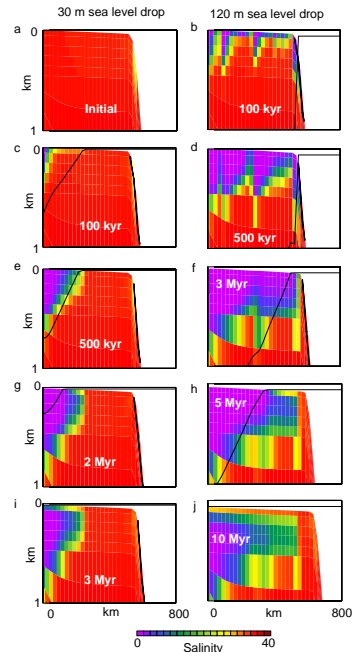 30 m sea level drop 120 m sea level drop
a 0 b
km
Initial 100 kyr
1
c 0 d
km
100 kyr 500 kyr
1
e 0 f
3 Myr
km
500 kyr
1
g 0 h
5 Myr
km
2 Myr
1
i 0 j
10 Myr
km
3 Myr
1
0 km 800 0 km 800
0 40
Salinity